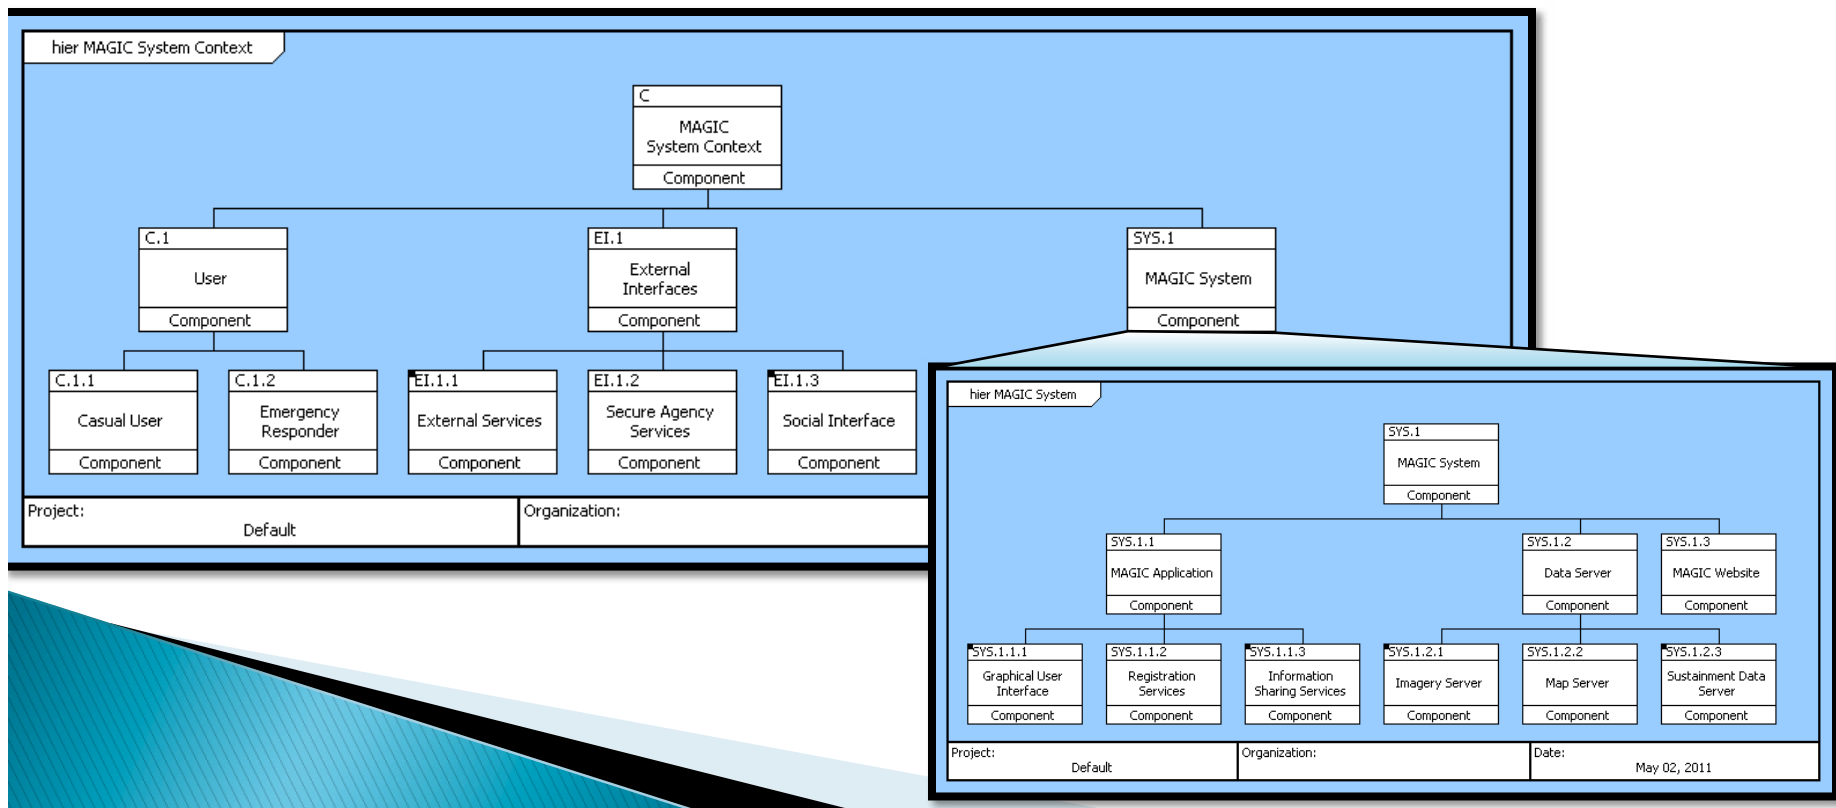 hier MAGIC System Context
C
MAGIC
System Context
Component
C.1
User
Component
EI.1
External
Interfaces
Component
SYS.1
MAGIC System
Component
C.1.1
Casual User
Component
C.1.2
Emergency
Responder
Component
EI.1.1
External Services
Component
EI.1.2
Secure Agency
Services
Component
EI.1.3
Social Interface
Component
Project:
Default
Organization:
hier MAGIC System
SYS.1
MAGIC System
Component
SYS.1.1
MAGIC Application
Component
SYS.1.2
Data Server
Component
SYS.1.3
MAGIC Website
Component
SYS.1.1.1
Graphical User
Interface
Component
SYS.1.1.2
Registration
Services
Component
SYS.1.1.3
Information
Sharing Services
Component
SYS.1.2.1
Imagery Server
Component
SYS.1.2.2
Map Server
Component
SYS.1.2.3
Sustainment Data
Server
Component
Project:
Default
Organization:
Date:
May 02, 2011